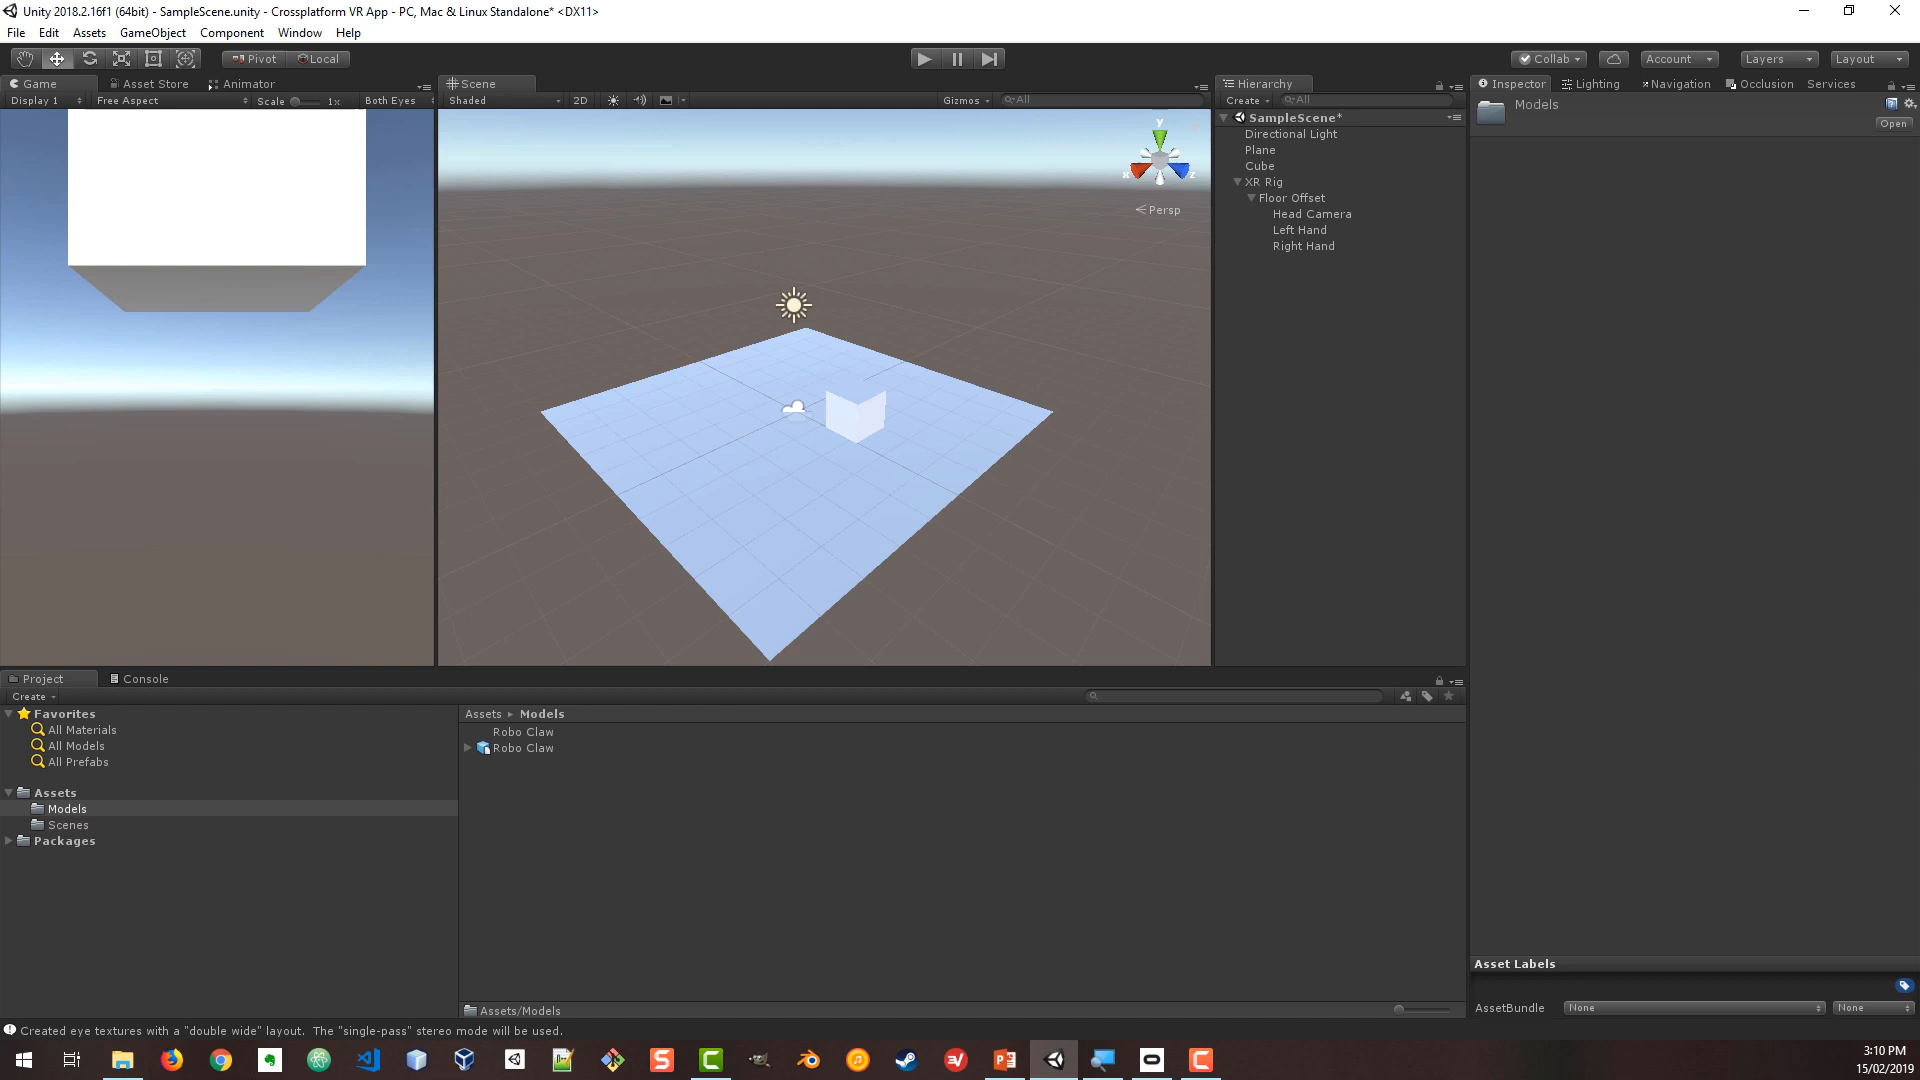 Unity 2018.2.16f1 (64bit) - SampleScene.unity - Crossplatform VR App - PC, Mac & Linux Standalone* <DX11>
File Edit Assets GameObject Component Window Help
Pivot Local Collab Account Layers Layout
Game Asset Store Animator Scene Hierarchy Inspector Lighting Navigation Occlusion Services
Display 1 Free Aspect Scale 1x Both Eyes Shaded 2D Gizmos All Create All Models
Open
SampleScene*
Directional Light
Plane
Cube
XR Rig
Floor Offset
Head Camera
Left Hand
Right Hand
y
x
z
Persp
Project Console
Create
Favorites
All Materials
All Models
All Prefabs
Assets
Models
Scenes
Packages
Assets ▸ Models
Robo Claw
Robo Claw
Assets/Models
Asset Labels
AssetBundle None None
Created eye textures with a "double wide" layout. The "single-pass" stereo mode will be used.
3:10 PM
15/02/2019